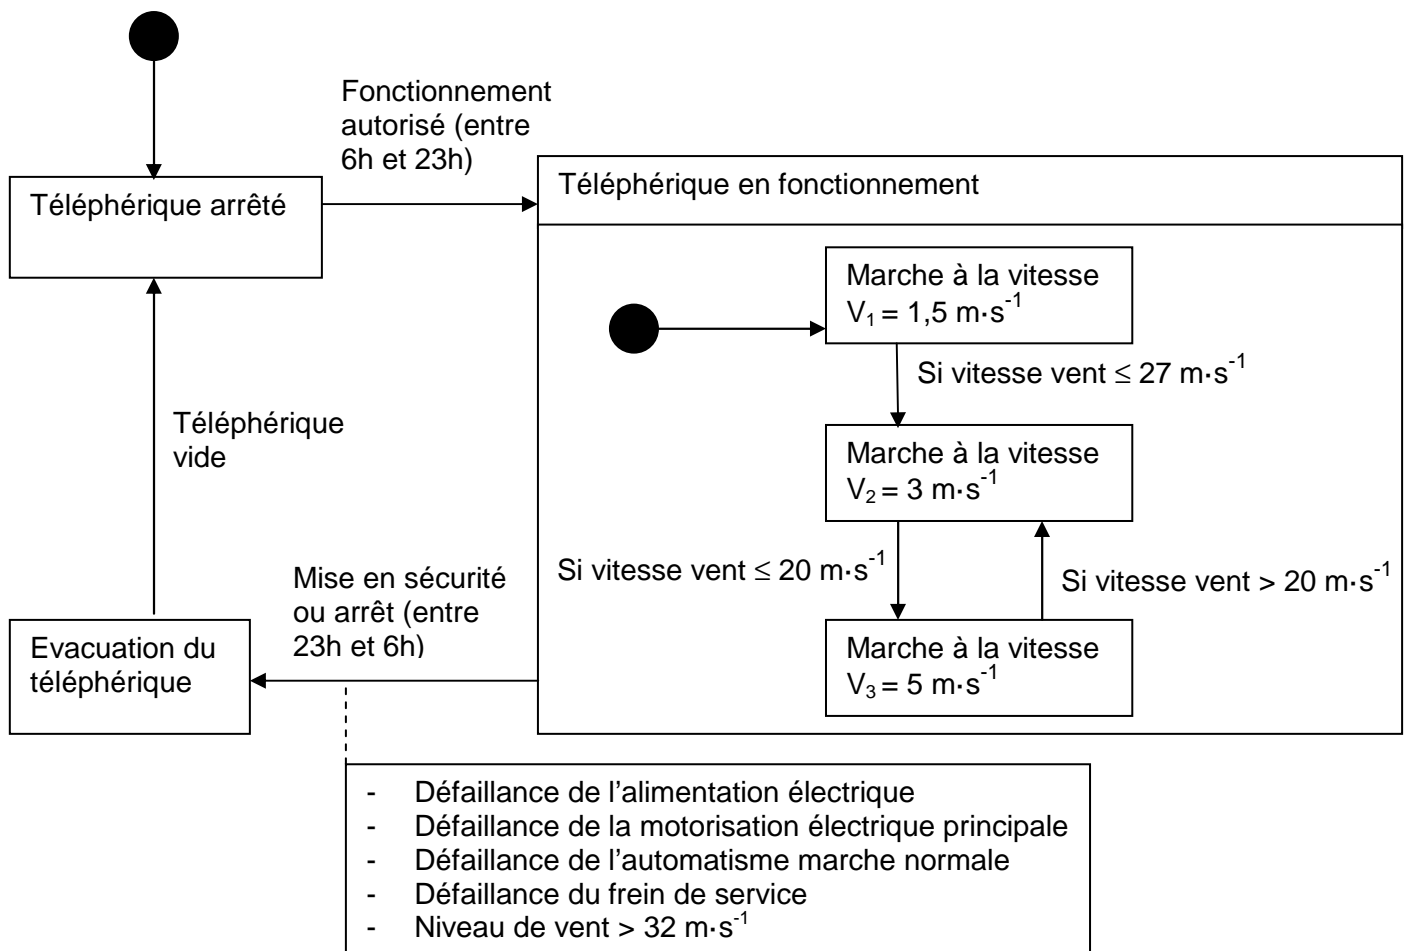 Fonctionnement
autorisé (entre
6h et 23h)
Téléphérique arrêté
Téléphérique en fonctionnement
Marche à la vitesse
V₁ = 1,5 m·s⁻¹
Si vitesse vent ≤ 27 m·s⁻¹
Marche à la vitesse
V₂ = 3 m·s⁻¹
Si vitesse vent ≤ 20 m·s⁻¹
Si vitesse vent > 20 m·s⁻¹
Marche à la vitesse
V₃ = 5 m·s⁻¹
Téléphérique
vide
Mise en sécurité
ou arrêt (entre
23h et 6h)
Evacuation du
téléphérique
- Défaillance de l'alimentation électrique
- Défaillance de la motorisation électrique principale
- Défaillance de l'automatisme marche normale
- Défaillance du frein de service
- Niveau de vent > 32 m·s⁻¹